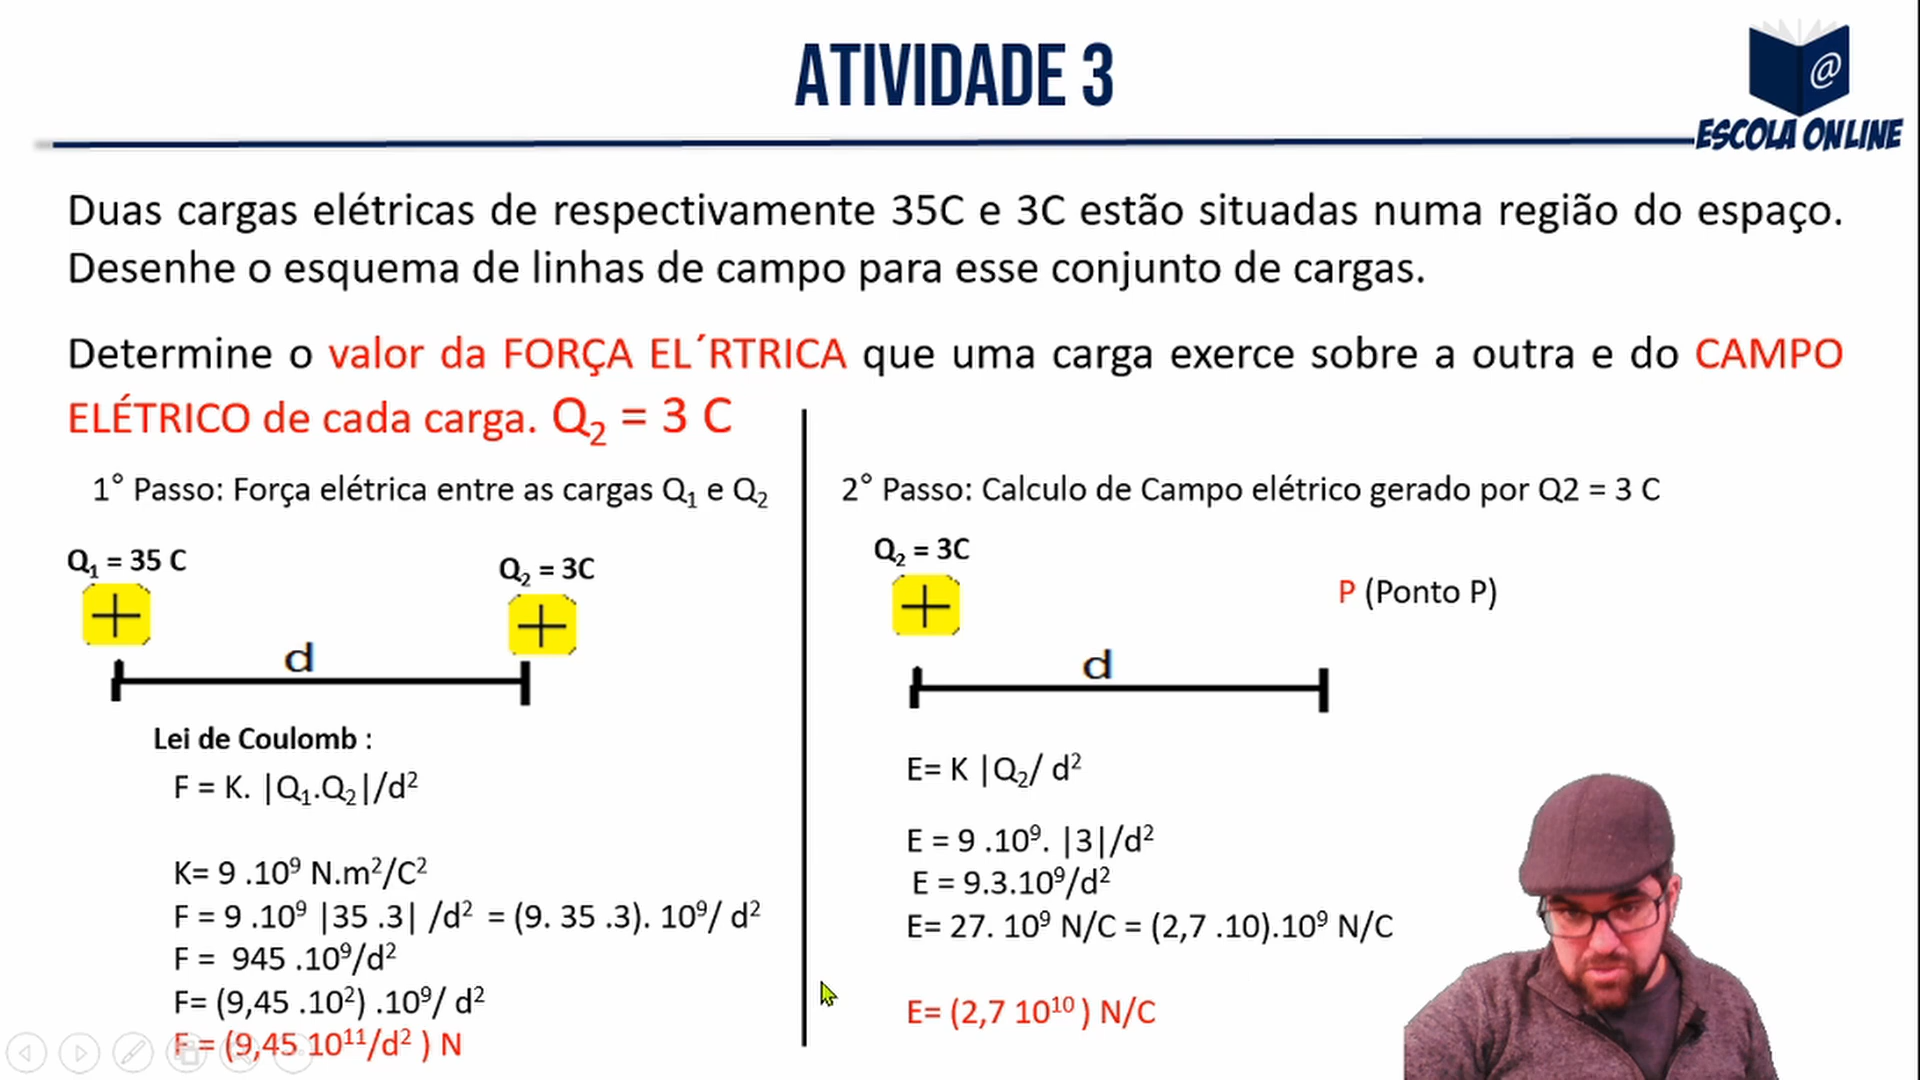 ATIVIDADE 3
@
ESCOLA ONLINE
Duas cargas elétricas de respectivamente 35C e 3C estão situadas numa região do espaço.
Desenhe o esquema de linhas de campo para esse conjunto de cargas.
Determine o valor da FORÇA EL´RTRICA que uma carga exerce sobre a outra e do CAMPO
ELÉTRICO de cada carga. Q₂ = 3 C
1° Passo: Força elétrica entre as cargas Q₁ e Q₂
Q₁ = 35 C
Q₂ = 3C
+
+
d
Lei de Coulomb :
F = K. |Q₁.Q₂|/d²
K= 9 .10⁹ N.m²/C²
F = 9 .10⁹ |35 .3| /d² = (9. 35 .3). 10⁹/ d²
F = 945 .10⁹/d²
F= (9,45 .10²) .10⁹/ d²
F = (9,45 10¹¹/d² ) N
2° Passo: Calculo de Campo elétrico gerado por Q2 = 3 C
Q₂ = 3C
+
P (Ponto P)
d
E= K |Q₂/ d²
E = 9 .10⁹. |3|/d²
E = 9.3.10⁹/d²
E= 27. 10⁹ N/C = (2,7 .10).10⁹ N/C
E= (2,7 10¹⁰ ) N/C